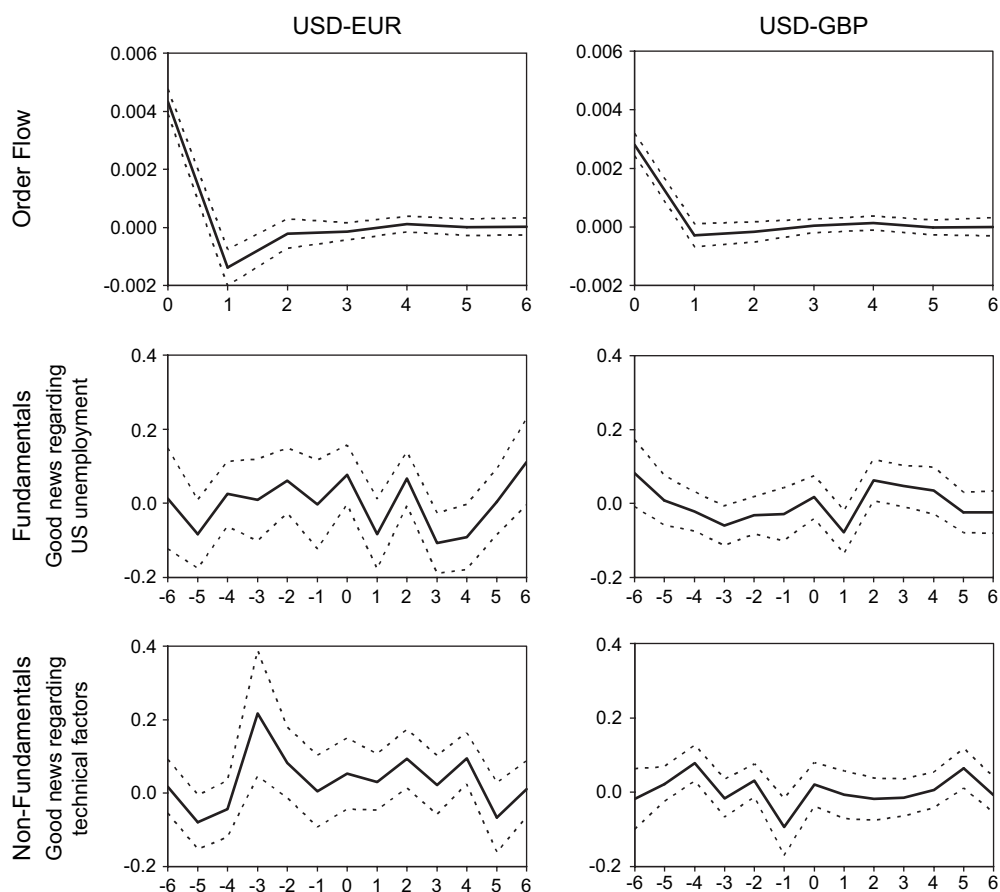 USD-EUR
USD-GBP
Order Flow
0.006
0.004
0.002
0.000
-0.002
0 1 2 3 4 5 6
0.006
0.004
0.002
0.000
-0.002
0 1 2 3 4 5 6
Fundamentals
Good news regarding
US unemployment
0.4
0.2
0.0
-0.2
-6 -5 -4 -3 -2 -1 0 1 2 3 4 5 6
0.4
0.2
0.0
-0.2
-6 -5 -4 -3 -2 -1 0 1 2 3 4 5 6
Non-Fundamentals
Good news regarding
technical factors
0.4
0.2
0.0
-0.2
-6 -5 -4 -3 -2 -1 0 1 2 3 4 5 6
0.4
0.2
0.0
-0.2
-6 -5 -4 -3 -2 -1 0 1 2 3 4 5 6